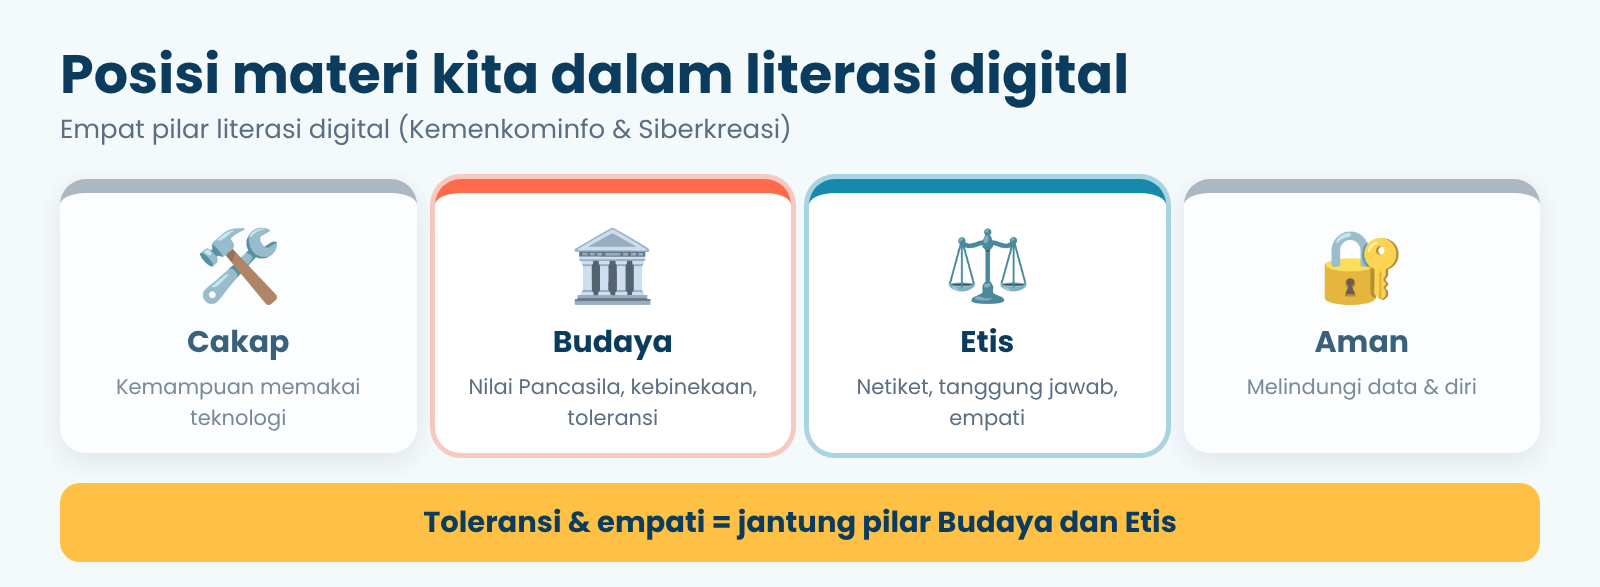 Posisi materi kita dalam literasi digital
Empat pilar literasi digital (Kemenkominfo & Siberkreasi)
Cakap
Kemampuan memakai
teknologi
Budaya
Nilai Pancasila, kebinekaan,
toleransi
Etis
Netiket, tanggung jawab,
empati
Aman
Melindungi data & diri
Toleransi & empati = jantung pilar Budaya dan Etis